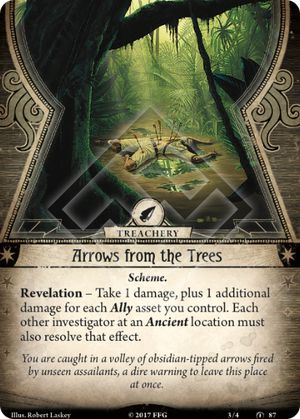 TREACHERY
Arrows from the Trees
Scheme.
Revelation – Take 1 damage, plus 1 additional
damage for each Ally asset you control. Each
other investigator at an Ancient location must
also resolve that effect.
You are caught in a volley of obsidian-tipped arrows fired
by unseen assailants, a dire warning to leave this place
at once.
Illus. Robert Laskey
© 2017 FFG
3/4
87